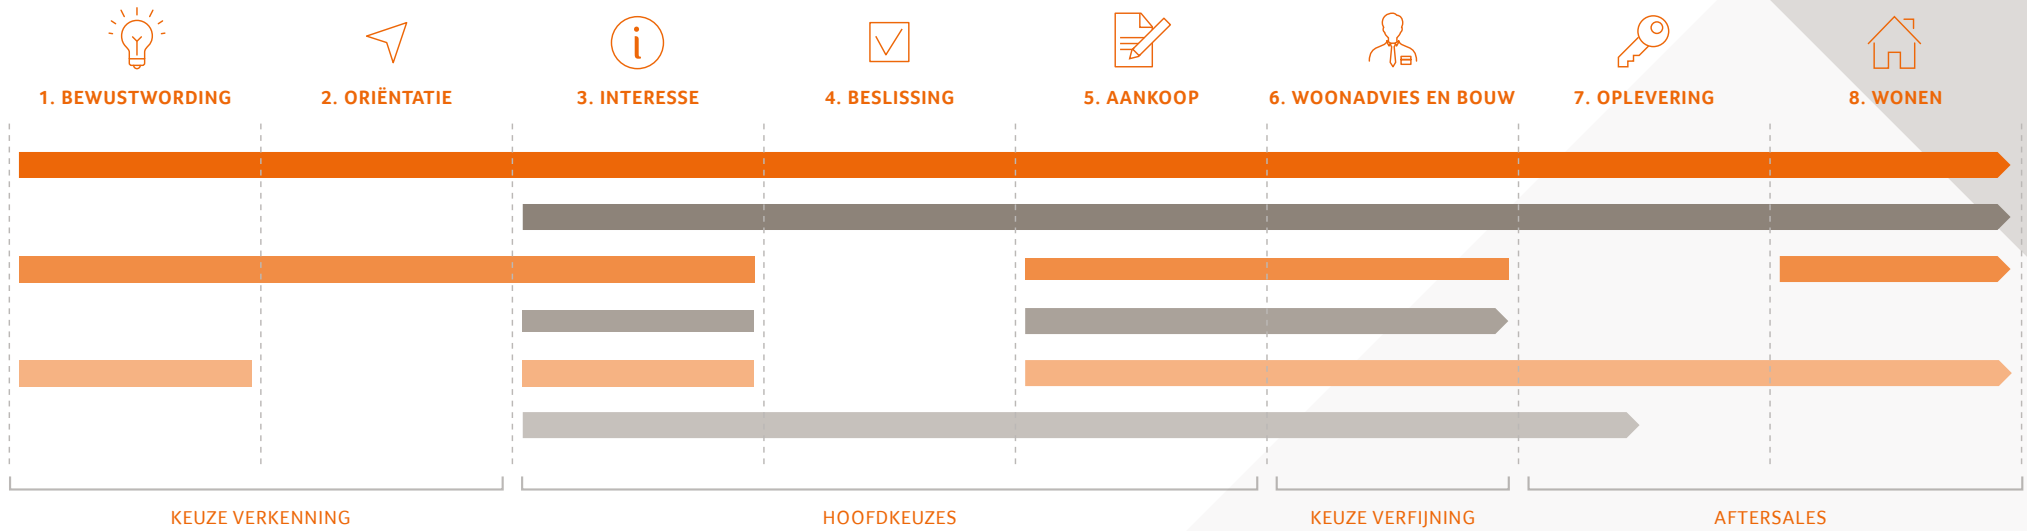 1. BEWUSTWORDING
2. ORIËNTATIE
3. INTERESSE
4. BESLISSING
5. AANKOOP
6. WOONADVIES EN BOUW
7. OPLEVERING
8. WONEN
KEUZE VERKENNING
HOOFDKEUZES
KEUZE VERFIJNING
AFTERSALES